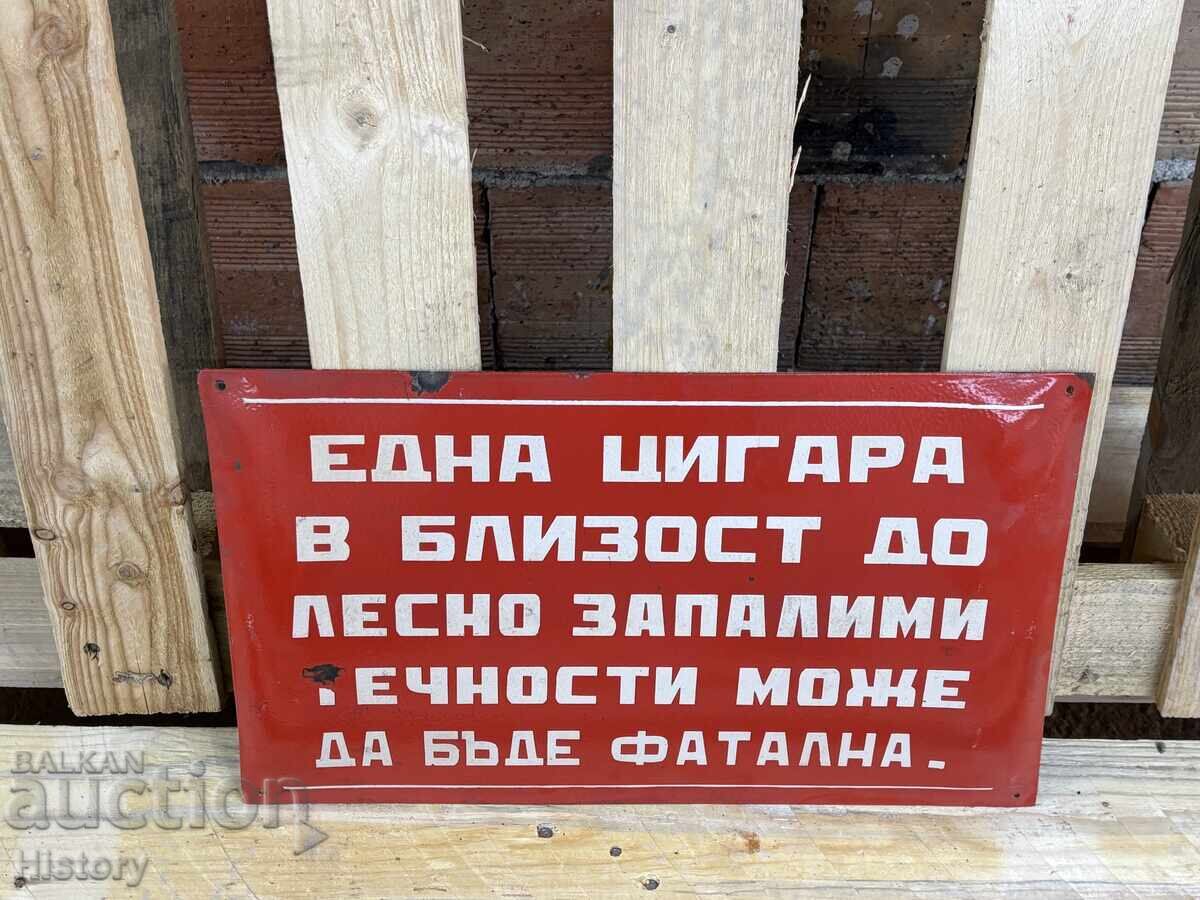 ЕДНА ЦИГАРА
В БЛИЗОСТ ДО
ЛЕСНО ЗАПАЛИМИ
ТЕЧНОСТИ МОЖЕ
ДА БЪДЕ ФАТАЛНА.
BALKAN
auction
History